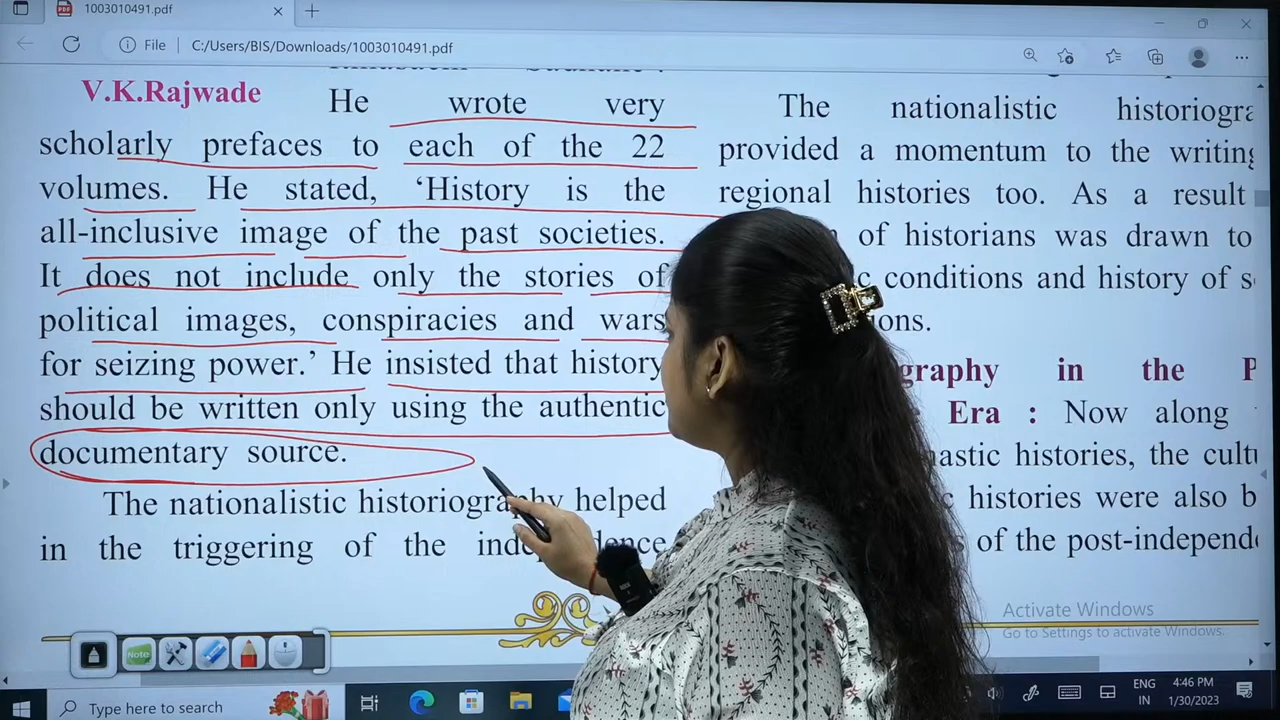 1003010491.pdf
File
C:/Users/BIS/Downloads/1003010491.pdf
V.K.Rajwade
He wrote very
scholarly prefaces to each of the 22
volumes. He stated, ‘History is the
all-inclusive image of the past societies.
It does not include only the stories of
political images, conspiracies and wars
for seizing power.’ He insisted that history
should be written only using the authentic
documentary source.
The nationalistic historiography helped
in the triggering of the
The nationalistic
provided a momentum to the
regional histories too. As a result
of historians was drawn to
conditions and history of
in the
Era : Now along
histories, the
histories were also
of the
Activate Windows
Go to Settings to activate Windows.
Note
Type here to search
ENG
IN
4:46 PM
1/30/2023